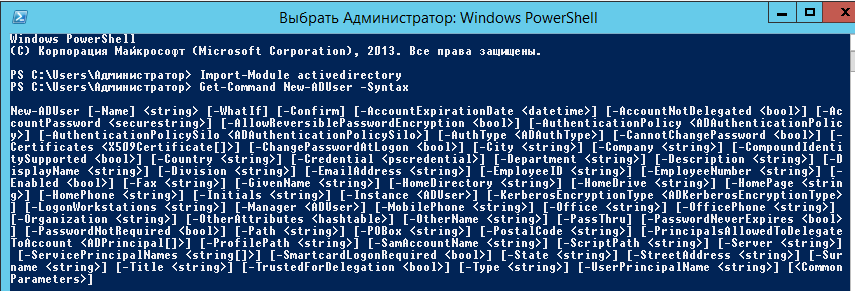 Выбрать Администратор: Windows PowerShell
Windows PowerShell
(C) Корпорация Майкрософт (Microsoft Corporation), 2013. Все права защищены.
PS C:\Users\Администратор> Import-Module activedirectory
PS C:\Users\Администратор> Get-Command New-ADUser -Syntax
New-ADUser [-Name] <string> [-WhatIf] [-Confirm] [-AccountExpirationDate <datetime>] [-AccountNotDelegated <bool>] [-Ac
countPassword <securestring>] [-AllowReversiblePasswordEncryption <bool>] [-AuthenticationPolicy <ADAuthenticationPolic
y>] [-AuthenticationPolicySilo <ADAuthenticationPolicySilo>] [-AuthType <ADAuthType>] [-CannotChangePassword <bool>] [-
Certificates <X509Certificate[]>] [-ChangePasswordAtLogon <bool>] [-City <string>] [-Company <string>] [-CompoundIdenti
tySupported <bool>] [-Country <string>] [-Credential <pscredential>] [-Department <string>] [-Description <string>] [-D
isplayName <string>] [-Division <string>] [-EmailAddress <string>] [-EmployeeID <string>] [-EmployeeNumber <string>] [-
Enabled <bool>] [-Fax <string>] [-GivenName <string>] [-HomeDirectory <string>] [-HomeDrive <string>] [-HomePage <strin
g>] [-HomePhone <string>] [-Initials <string>] [-Instance <ADUser>] [-KerberosEncryptionType <ADKerberosEncryptionType>
] [-LogonWorkstations <string>] [-Manager <ADUser>] [-MobilePhone <string>] [-Office <string>] [-OfficePhone <string>]
[-Organization <string>] [-OtherAttributes <hashtable>] [-OtherName <string>] [-PassThru] [-PasswordNeverExpires <bool>
] [-PasswordNotRequired <bool>] [-Path <string>] [-POBox <string>] [-PostalCode <string>] [-PrincipalsAllowedToDelegate
ToAccount <ADPrincipal[]>] [-ProfilePath <string>] [-SamAccountName <string>] [-ScriptPath <string>] [-Server <string>]
[-ServicePrincipalNames <string[]>] [-SmartcardLogonRequired <bool>] [-State <string>] [-StreetAddress <string>] [-Sur
name <string>] [-Title <string>] [-TrustedForDelegation <bool>] [-Type <string>] [-UserPrincipalName <string>] [<Common
Parameters>]